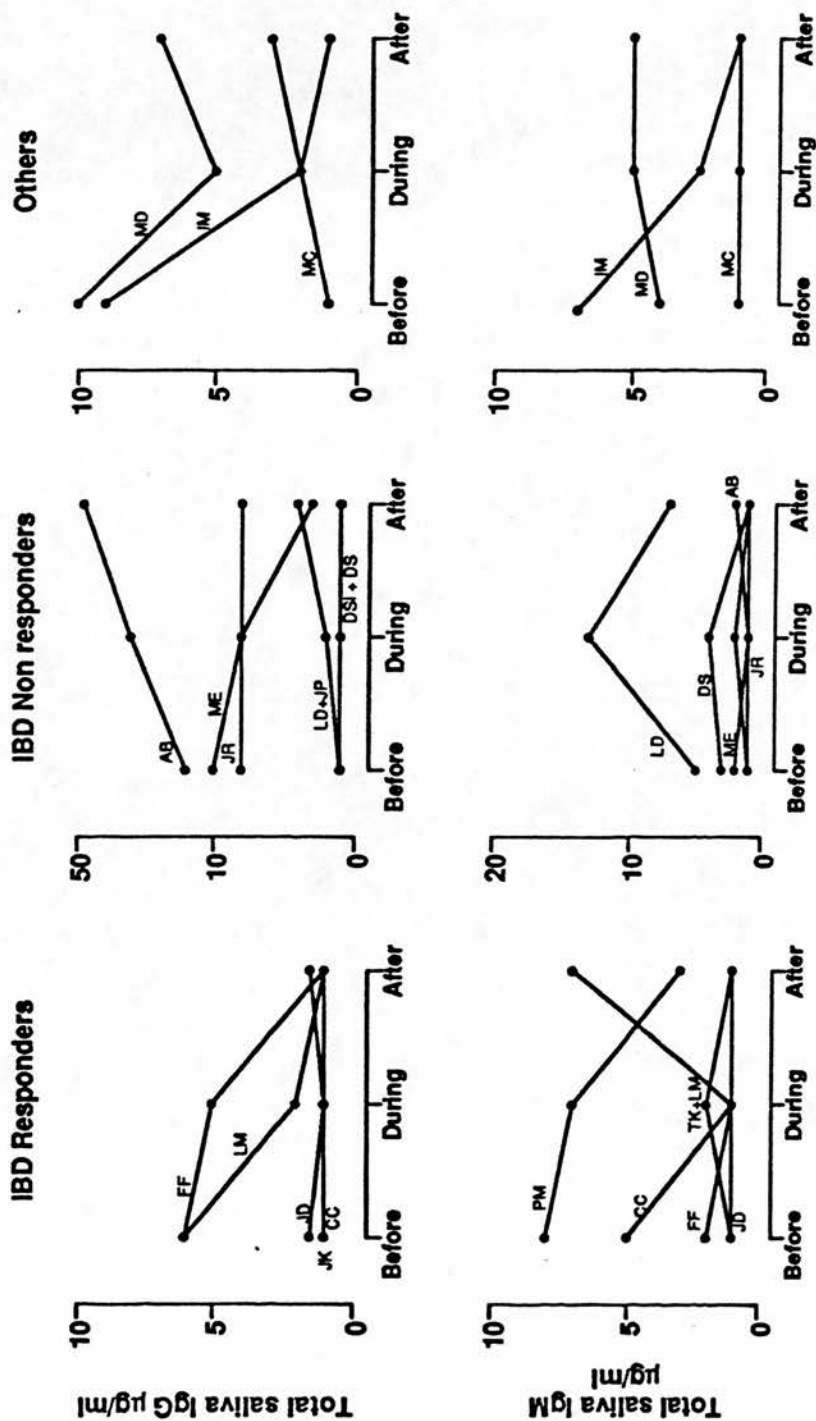 IBD Responders
IBD Non responders
Others
Total saliva IgG µg/ml
10
5
0
FF
LM
JD
JK
CC
Before
During
After
50
10
0
AB
ME
JR
LD+JP
DSI + DS
Before
During
After
10
5
0
MD
IM
MC
Before
During
After
Total saliva IgM
µg/ml
10
5
0
PM
CC
FF
JD
TK+LM
Before
During
After
20
10
0
LD
DS
ME
JR
AB
Before
During
After
10
5
0
IM
MD
MC
Before
During
After